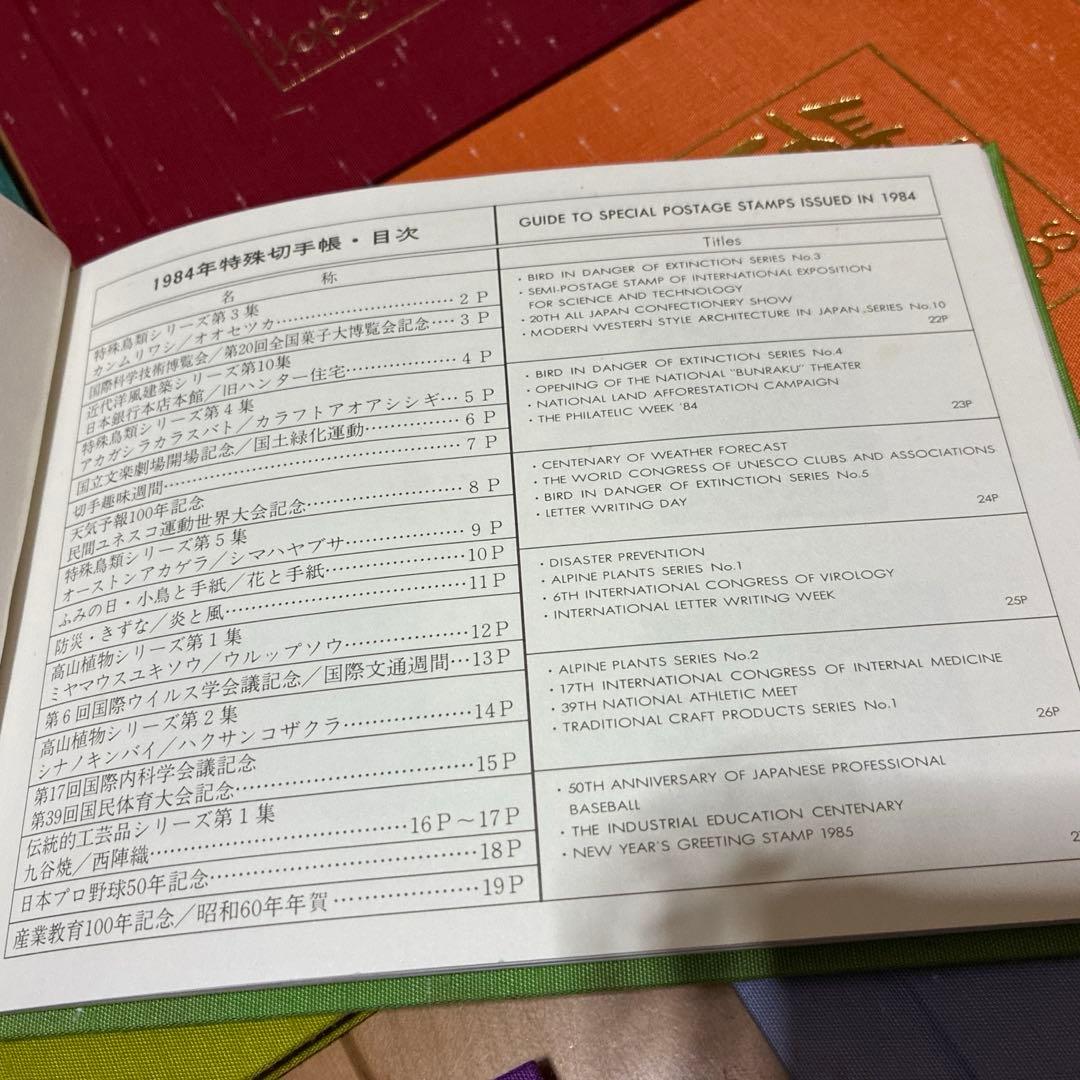 Japan
1984年特殊切手帳・目次
名 称
特殊鳥類シリーズ第3集
カンムリワシ/オオセッカ…………………………2P
国際科学技術博覧会/第20回全国菓子大博覧会記念…3P
近代洋風建築シリーズ第10集
日本銀行本店本館/旧ハンター住宅………………4P
特殊鳥類シリーズ第4集
アカガシラカラスバト/カラフトアオアシシギ…5P
国立文楽劇場開場記念/国土緑化運動……………6P
切手趣味週間……………………………………7P
天気予報100年記念
民間ユネスコ運動世界大会記念……………………8P
特殊鳥類シリーズ第5集
オーストンアカゲラ/シマハヤブサ………………9P
ふみの日・小鳥と手紙/花と手紙…………………10P
防災・きずな/炎と風……………………………11P
高山植物シリーズ第1集
ミヤマウスユキソウ/ウルップソウ………………12P
第6回国際ウイルス学会議記念/国際文通週間…13P
高山植物シリーズ第2集
シナノキンバイ/ハクサンコザクラ………………14P
第17回国際内科学会議記念
第39回国民体育大会記念…………………………15P
伝統的工芸品シリーズ第1集
九谷焼/西陣織……………………………16P~17P
日本プロ野球50年記念……………………………18P
産業教育100年記念/昭和60年年賀………………19P
GUIDE TO SPECIAL POSTAGE STAMPS ISSUED IN 1984
Titles
・BIRD IN DANGER OF EXTINCTION SERIES No.3
・SEMI-POSTAGE STAMP OF INTERNATIONAL EXPOSITION
FOR SCIENCE AND TECHNOLOGY
・20TH ALL JAPAN CONFECTIONERY SHOW
・MODERN WESTERN STYLE ARCHITECTURE IN JAPAN SERIES No.10
22P
・BIRD IN DANGER OF EXTINCTION SERIES No.4
・OPENING OF THE NATIONAL "BUNRAKU" THEATER
・NATIONAL LAND AFFORESTATION CAMPAIGN
・THE PHILATELIC WEEK '84
23P
・CENTENARY OF WEATHER FORECAST
・THE WORLD CONGRESS OF UNESCO CLUBS AND ASSOCIATIONS
・BIRD IN DANGER OF EXTINCTION SERIES No.5
・LETTER WRITING DAY
24P
・DISASTER PREVENTION
・ALPINE PLANTS SERIES No.1
・6TH INTERNATIONAL CONGRESS OF VIROLOGY
・INTERNATIONAL LETTER WRITING WEEK
25P
・ALPINE PLANTS SERIES No.2
・17TH INTERNATIONAL CONGRESS OF INTERNAL MEDICINE
・39TH NATIONAL ATHLETIC MEET
・TRADITIONAL CRAFT PRODUCTS SERIES No.1
26P
・50TH ANNIVERSARY OF JAPANESE PROFESSIONAL
BASEBALL
・THE INDUSTRIAL EDUCATION CENTENARY
・NEW YEAR'S GREETING STAMP 1985